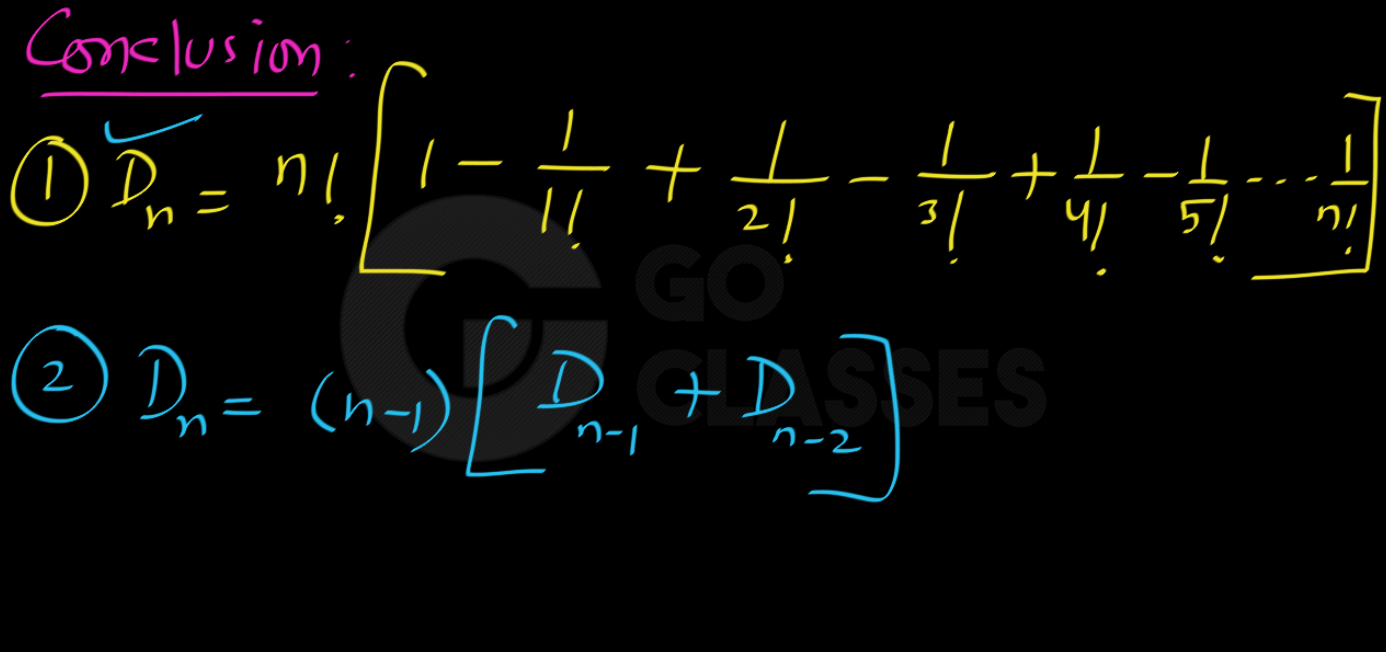 Conclusion:
① Dₙ = n! [1 - 1/1! + 1/2! - 1/3! + 1/4! - 1/5! - ... 1/n!]
② Dₙ = (n-1) [Dₙ₋₁ + Dₙ₋₂]
GO
CLASSES